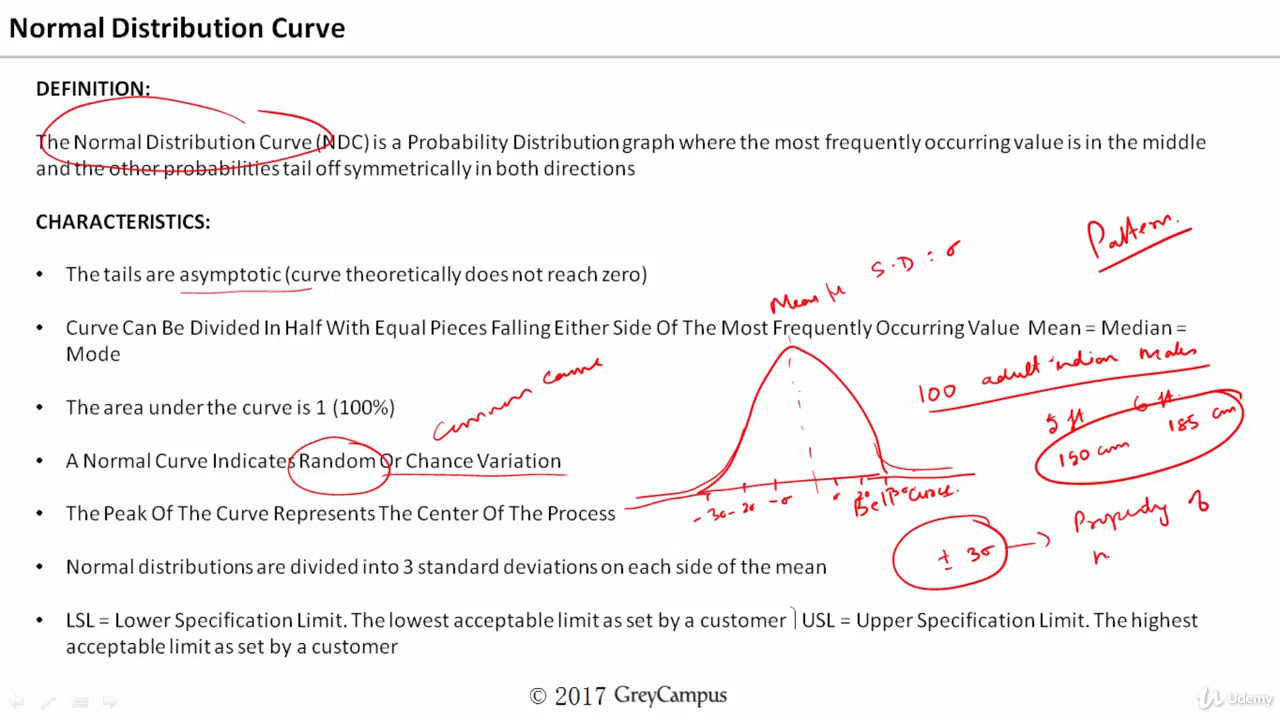 Normal Distribution Curve
DEFINITION:
The Normal Distribution Curve (NDC) is a Probability Distribution graph where the most frequently occurring value is in the middle
and the other probabilities tail off symmetrically in both directions
CHARACTERISTICS:
Pattern.
• The tails are asymptotic (curve theoretically does not reach zero)
S.D : σ
Mean μ
• Curve Can Be Divided In Half With Equal Pieces Falling Either Side Of The Most Frequently Occurring Value Mean = Median =
Mode
100 adult indian males
5 ft 6 ft.
150 cm 185 cm
• The area under the curve is 1 (100%)
common cause
• A Normal Curve Indicates Random Or Chance Variation
-3σ -2σ -σ σ 2σ 3σ
Bell curve.
• The Peak Of The Curve Represents The Center Of The Process
Property of
n
± 3σ
• Normal distributions are divided into 3 standard deviations on each side of the mean
• LSL = Lower Specification Limit. The lowest acceptable limit as set by a customer USL = Upper Specification Limit. The highest
acceptable limit as set by a customer
© 2017 GreyCampus
Udemy